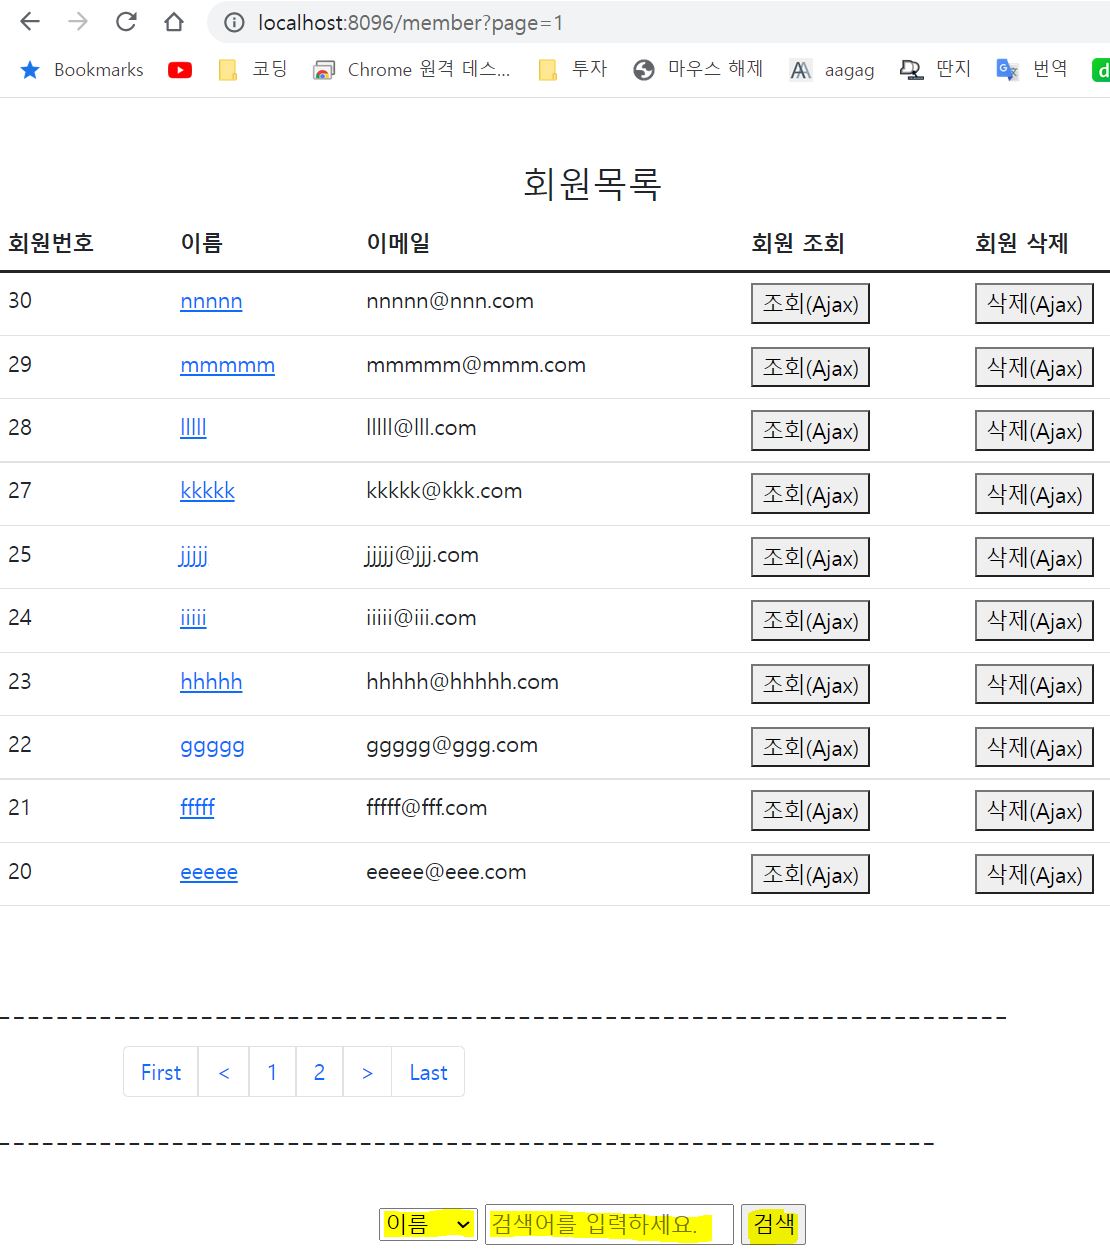 localhost:8096/member?page=1
Bookmarks 코딩 Chrome 원격 데스... 투자 마우스 해제 aagag 딴지 번역
회원목록
회원번호 이름 이메일 회원 조회 회원 삭제
30 nnnnn nnnnn@nnn.com 조회(Ajax) 삭제(Ajax)
29 mmmmm mmmmm@mmm.com 조회(Ajax) 삭제(Ajax)
28 lllll lllll@lll.com 조회(Ajax) 삭제(Ajax)
27 kkkkk kkkkk@kkk.com 조회(Ajax) 삭제(Ajax)
25 jjjjj jjjjj@jjj.com 조회(Ajax) 삭제(Ajax)
24 iiiii iiiii@iii.com 조회(Ajax) 삭제(Ajax)
23 hhhhh hhhhh@hhhhh.com 조회(Ajax) 삭제(Ajax)
22 ggggg ggggg@ggg.com 조회(Ajax) 삭제(Ajax)
21 fffff fffff@fff.com 조회(Ajax) 삭제(Ajax)
20 eeeee eeeee@eee.com 조회(Ajax) 삭제(Ajax)
First < 1 2 > Last
이름 검색어를 입력하세요. 검색